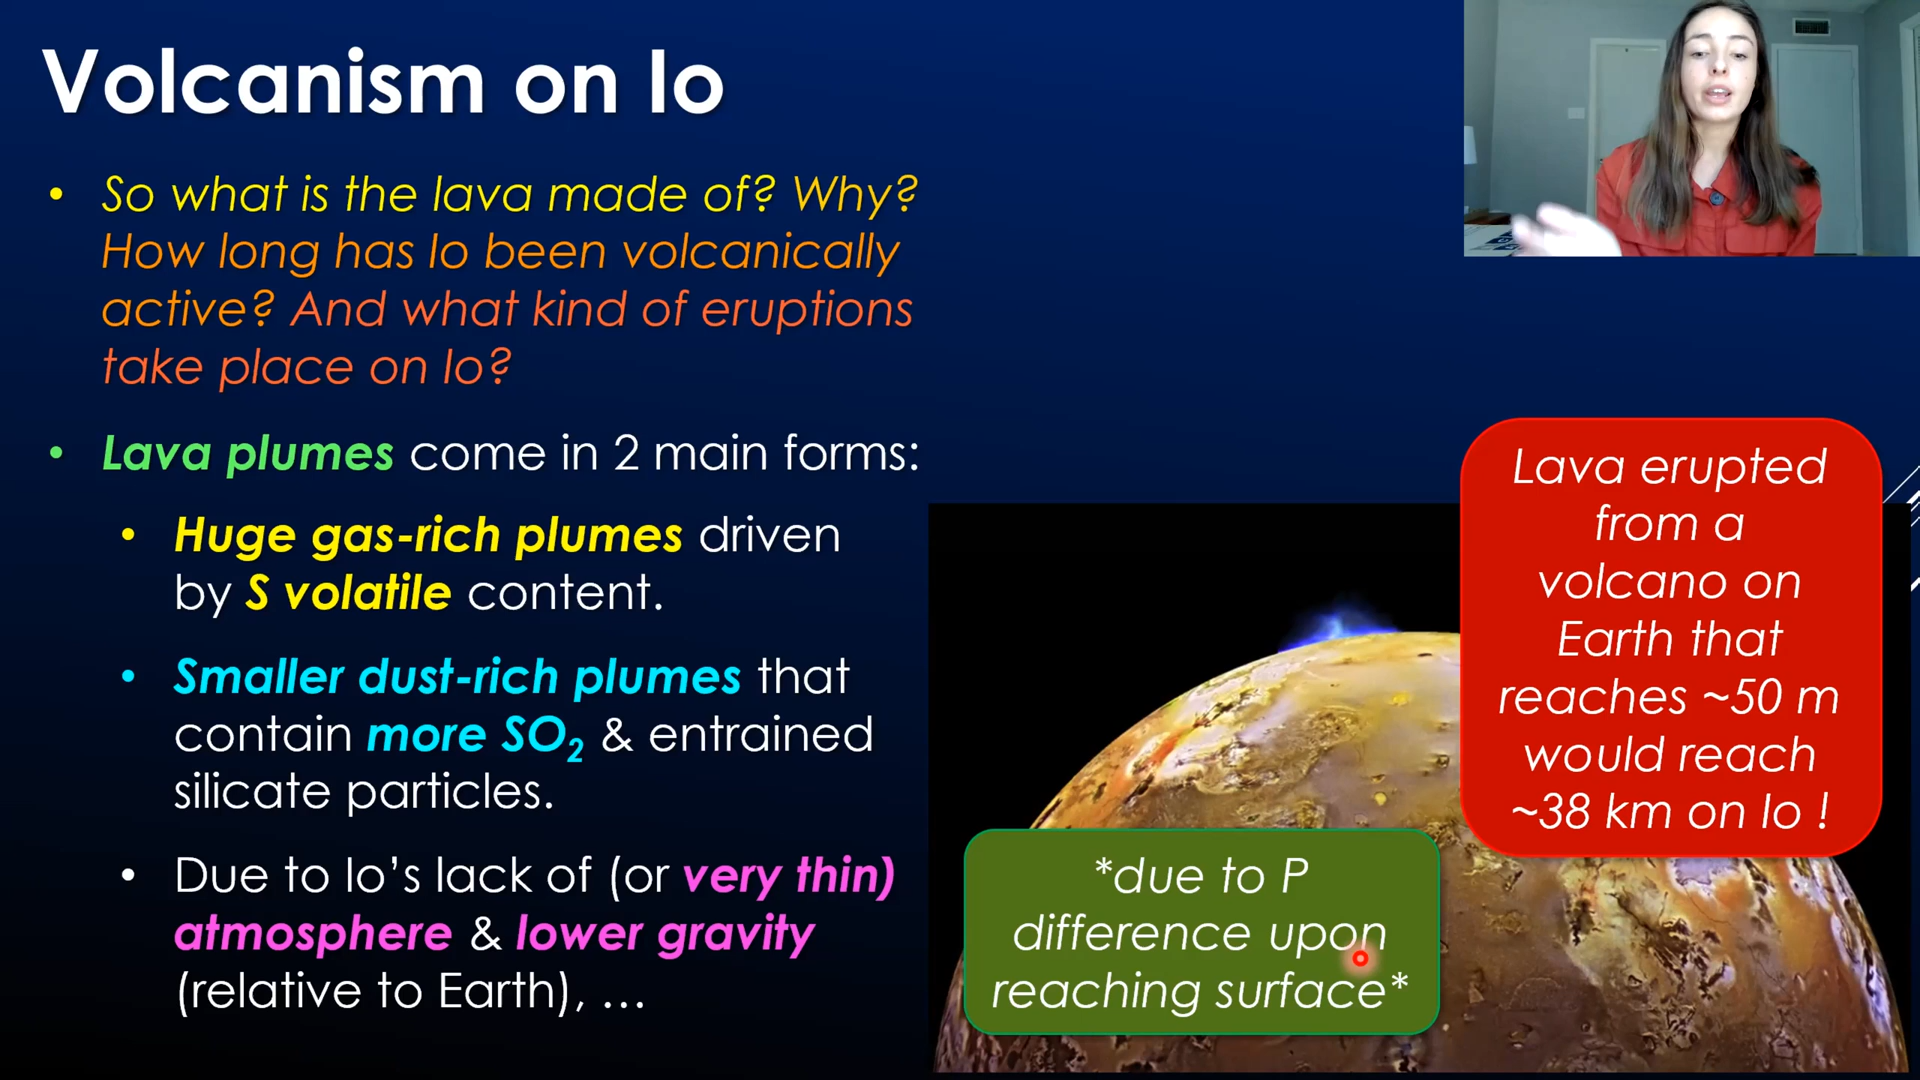 Volcanism on Io
• So what is the lava made of? Why?
How long has Io been volcanically
active? And what kind of eruptions
take place on Io?
• Lava plumes come in 2 main forms:
• Huge gas-rich plumes driven
by S volatile content.
• Smaller dust-rich plumes that
contain more SO₂ & entrained
silicate particles.
• Due to Io’s lack of (or very thin)
atmosphere & lower gravity
(relative to Earth), …
Lava erupted
from a
volcano on
Earth that
reaches ~50 m
would reach
~38 km on Io !
*due to P
difference upon
reaching surface*